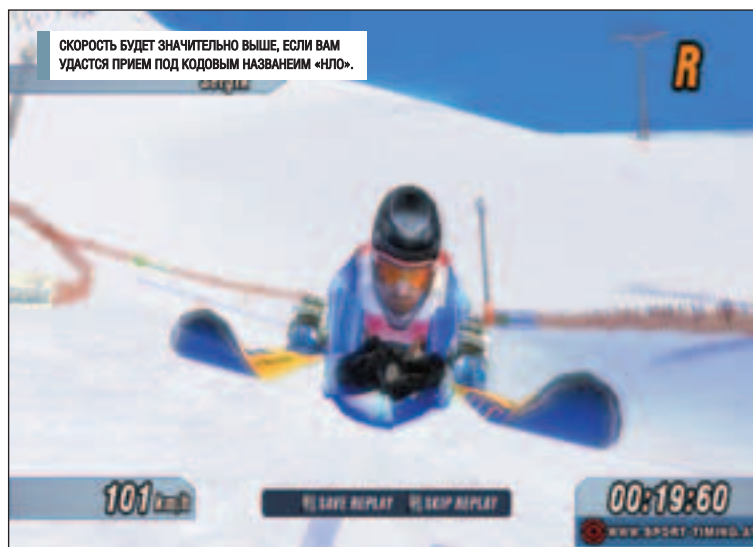 СКОРОСТЬ БУДЕТ ЗНАЧИТЕЛЬНО ВЫШЕ, ЕСЛИ ВАМ
УДАСТСЯ ПРИЕМ ПОД КОДОВЫМ НАЗВАНЕИМ «НЛО».
R
101 km/h
SAVE REPLAY SKIP REPLAY
00:19:60
WWW.SPORT-TIMING.